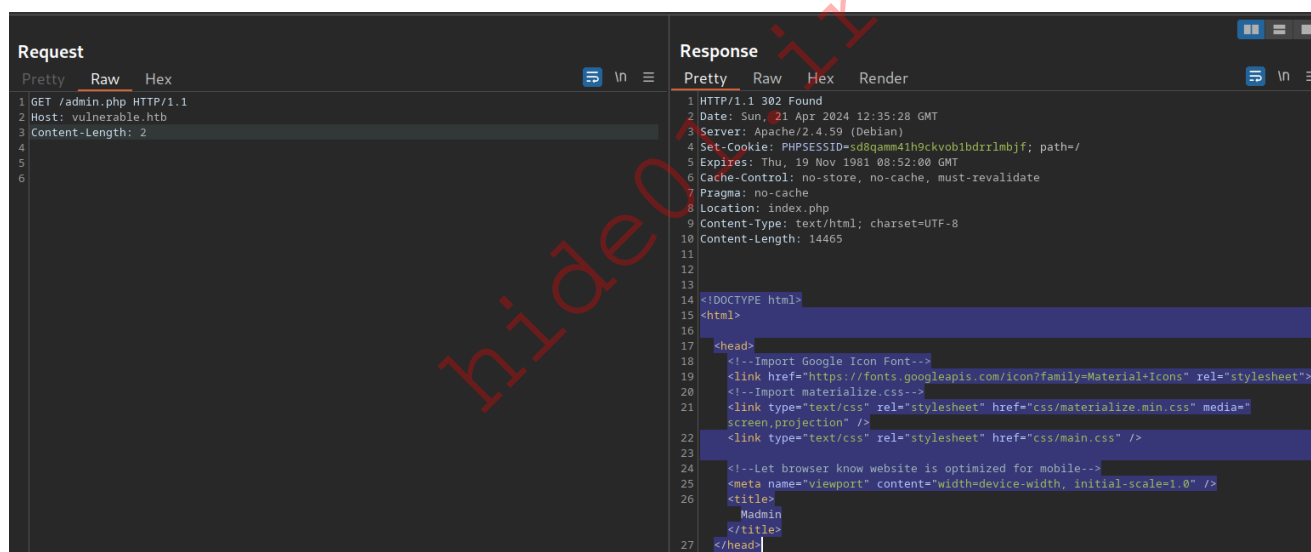 Request
Pretty Raw Hex
\n
1 GET /admin.php HTTP/1.1
2 Host: vulnerable.htb
3 Content-Length: 2
4
5
6
Response
Pretty Raw Hex Render
\n
1 HTTP/1.1 302 Found
2 Date: Sun, 21 Apr 2024 12:35:28 GMT
3 Server: Apache/2.4.59 (Debian)
4 Set-Cookie: PHPSESSID=sd8qamm41h9ckvob1bdrrlmbjf; path=/
5 Expires: Thu, 19 Nov 1981 08:52:00 GMT
6 Cache-Control: no-store, no-cache, must-revalidate
7 Pragma: no-cache
8 Location: index.php
9 Content-Type: text/html; charset=UTF-8
10 Content-Length: 14465
11
12
13
14 <!DOCTYPE html>
15 <html>
16
17 <head>
18 <!--Import Google Icon Font-->
19 <link href="https://fonts.googleapis.com/icon?family=Material+Icons" rel="stylesheet">
20 <!--Import materialize.css-->
21 <link type="text/css" rel="stylesheet" href="css/materialize.min.css" media="
screen,projection" />
22 <link type="text/css" rel="stylesheet" href="css/main.css" />
23
24 <!--Let browser know website is optimized for mobile-->
25 <meta name="viewport" content="width=device-width, initial-scale=1.0" />
26 <title>
Madmin
</title>
27 </head>
hide01.ir